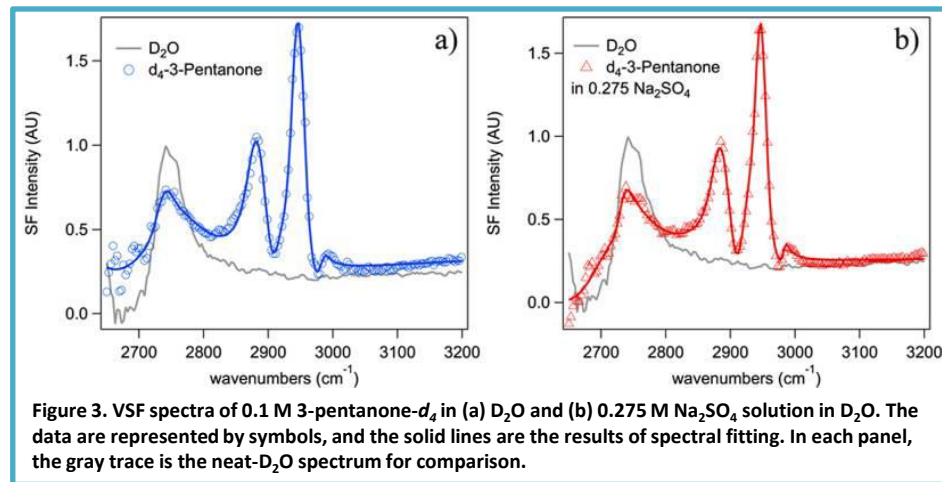 a)
D₂O
d₄-3-Pentanone
SF Intensity (AU)
1.5
1.0
0.5
0.0
2700 2800 2900 3000 3100 3200
wavenumbers (cm⁻¹)
b)
D₂O
d₄-3-Pentanone
in 0.275 Na₂SO₄
SF Intensity (AU)
1.5
1.0
0.5
0.0
2700 2800 2900 3000 3100 3200
wavenumbers (cm⁻¹)
Figure 3. VSF spectra of 0.1 M 3-pentanone-d₄ in (a) D₂O and (b) 0.275 M Na₂SO₄ solution in D₂O. The
data are represented by symbols, and the solid lines are the results of spectral fitting. In each panel,
the gray trace is the neat-D₂O spectrum for comparison.